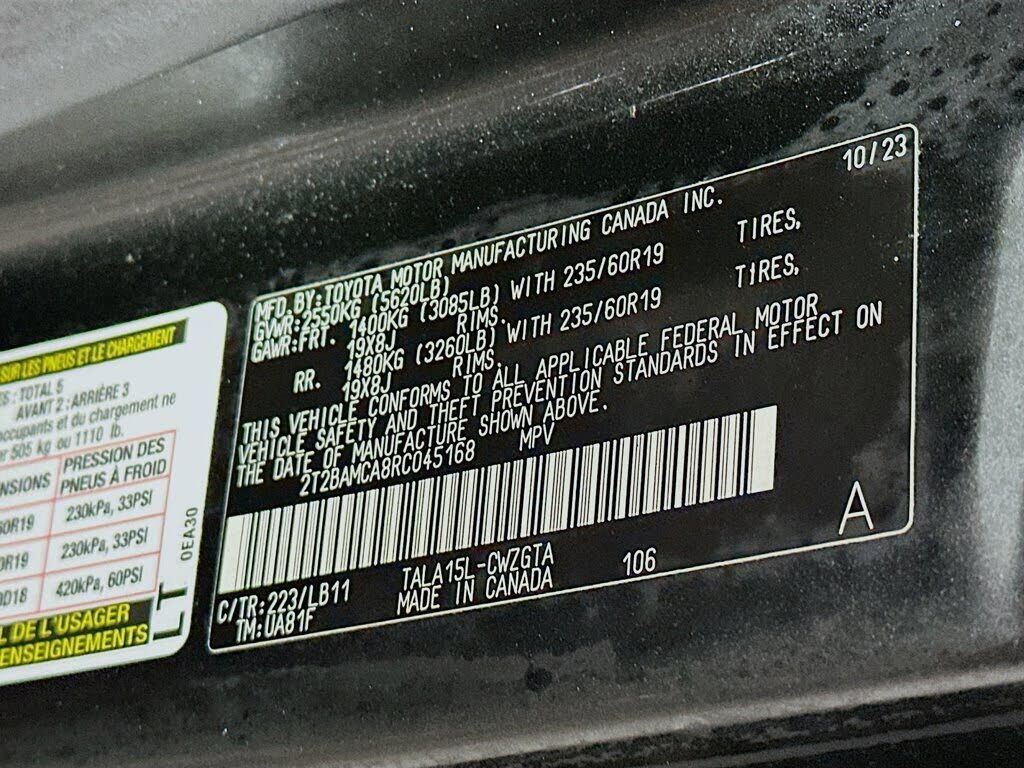 10/23
MFD.BY:TOYOTA MOTOR MANUFACTURING CANADA INC.
GVWR:2550KG (5620LB)
GAWR:FRT. 1400KG (3085LB) WITH 235/60R19 TIRES,
19X8J RIMS.
RR. 1480KG (3260LB) WITH 235/60R19 TIRES,
19X8J RIMS.
THIS VEHICLE CONFORMS TO ALL APPLICABLE FEDERAL MOTOR
VEHICLE SAFETY AND THEFT PREVENTION STANDARDS IN EFFECT ON
THE DATE OF MANUFACTURE SHOWN ABOVE.
2T2BAMCA8RC045168 MPV
A
C/TR:223/LB11 TALA15L-CWZGTA 106
TM:UA81F MADE IN CANADA
SUR LES PNEUS ET LE CHARGEMENT
: TOTAL 5
AVANT 2 : ARRIÈRE 3
occupants et du chargement ne
505 kg ou 1110 lb.
PRESSION DES
PNEUS À FROID
R19 230kPa, 33PSI
R19 230kPa, 33PSI
D18 420kPa, 60PSI
DE L'USAGER
ENSEIGNEMENTS
0EA30